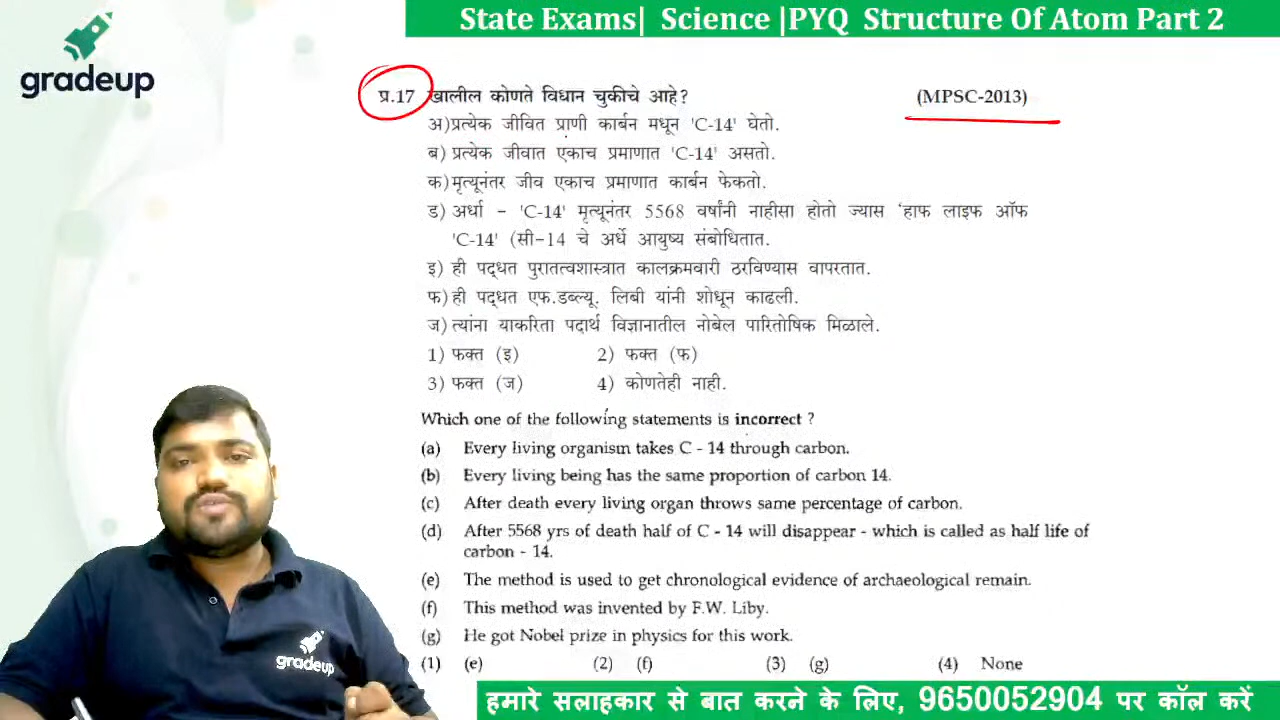 State Exams| Science |PYQ Structure Of Atom Part 2
gradeup
प्र.17 खालील कोणते विधान चुकीचे आहे? (MPSC-2013)
अ)प्रत्येक जीवित प्राणी कार्बन मधून 'C-14' घेतो.
ब) प्रत्येक जीवात एकाच प्रमाणात 'C-14' असतो.
क)मृत्यूनंतर जीव एकाच प्रमाणात कार्बन फेकतो.
ड) अर्धा – 'C-14' मृत्यूनंतर 5568 वर्षांनी नाहीसा होतो ज्यास 'हाफ लाइफ ऑफ
'C-14' (सी–14 चे अर्धे आयुष्य संबोधितात.
इ) ही पद्धत पुरातत्वशास्त्रात कालक्रमवारी ठरविण्यास वापरतात.
फ)ही पद्धत एफ.डब्ल्यू. लिबी यांनी शोधून काढली.
ज) त्यांना याकरिता पदार्थ विज्ञानातील नोबेल पारितोषिक मिळाले.
1) फक्त (इ) 2) फक्त (फ)
3) फक्त (ज) 4) कोणतेही नाही.
Which one of the following statements is incorrect ?
(a) Every living organism takes C - 14 through carbon.
(b) Every living being has the same proportion of carbon 14.
(c) After death every living organ throws same percentage of carbon.
(d) After 5568 yrs of death half of C - 14 will disappear - which is called as half life of
carbon - 14.
(e) The method is used to get chronological evidence of archaeological remain.
(f) This method was invented by F.W. Liby.
(g) He got Nobel prize in physics for this work.
(1) (e) (2) (f) (3) (g) (4) None
gradeup
हमारे सलाहकार से बात करने के लिए, 9650052904 पर कॉल करें